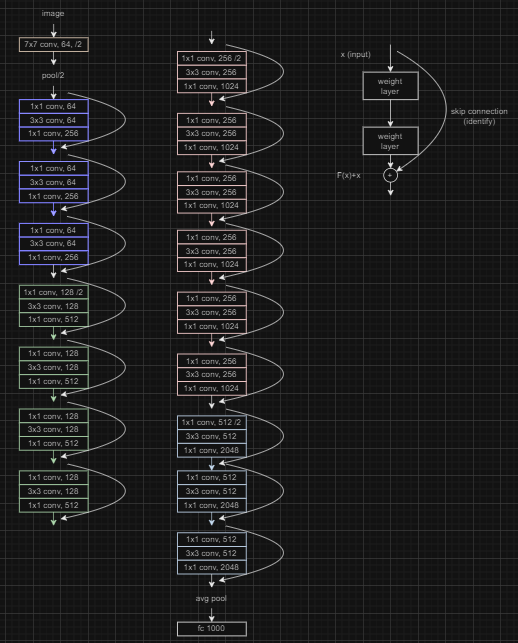 image
7x7 conv, 64, /2
pool/2
1x1 conv, 64
3x3 conv, 64
1x1 conv, 256
1x1 conv, 64
3x3 conv, 64
1x1 conv, 256
1x1 conv, 64
3x3 conv, 64
1x1 conv, 256
1x1 conv, 128 /2
3x3 conv, 128
1x1 conv, 512
1x1 conv, 128
3x3 conv, 128
1x1 conv, 512
1x1 conv, 128
3x3 conv, 128
1x1 conv, 512
1x1 conv, 128
3x3 conv, 128
1x1 conv, 512
1x1 conv, 256 /2
3x3 conv, 256
1x1 conv, 1024
1x1 conv, 256
3x3 conv, 256
1x1 conv, 1024
1x1 conv, 256
3x3 conv, 256
1x1 conv, 1024
1x1 conv, 256
3x3 conv, 256
1x1 conv, 1024
1x1 conv, 256
3x3 conv, 256
1x1 conv, 1024
1x1 conv, 256
3x3 conv, 256
1x1 conv, 1024
1x1 conv, 512 /2
3x3 conv, 512
1x1 conv, 2048
1x1 conv, 512
3x3 conv, 512
1x1 conv, 2048
1x1 conv, 512
3x3 conv, 512
1x1 conv, 2048
avg pool
fc 1000
x (input)
weight
layer
skip connection
(identify)
weight
layer
F(x)+x
+